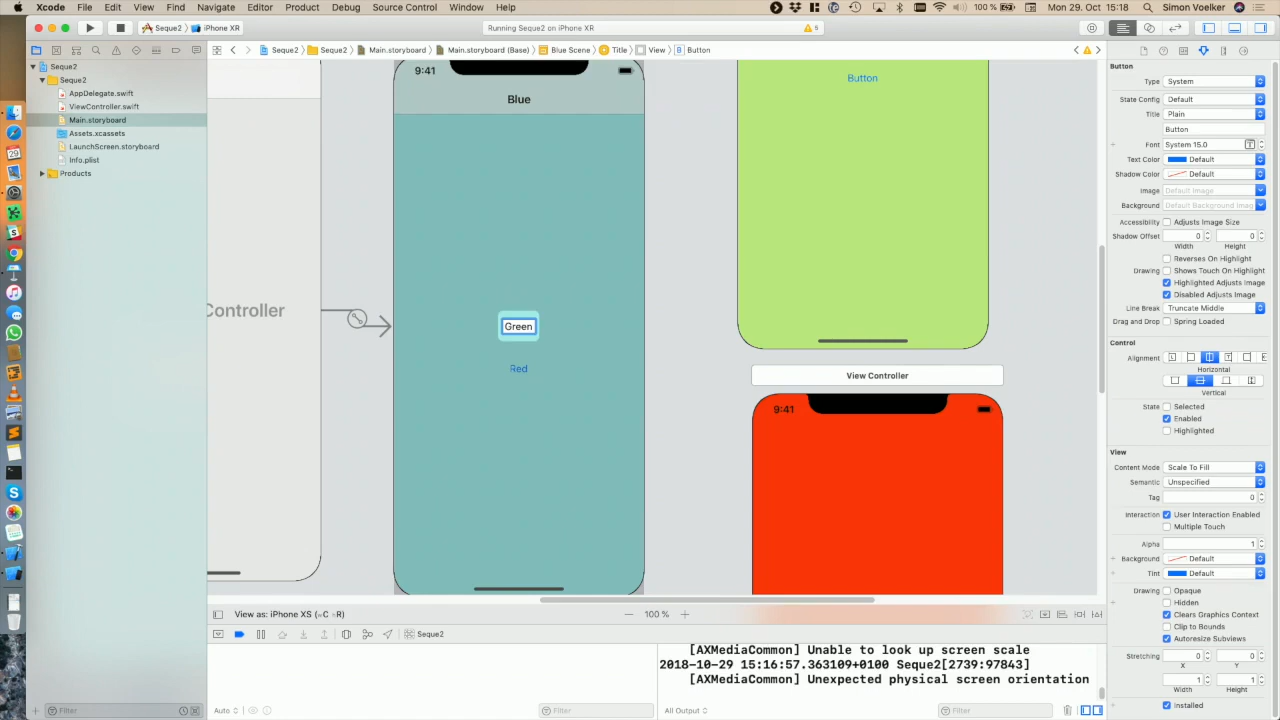 Xcode File Edit View Find Navigate Editor Product Debug Source Control Window Help
100 % Mon 29. Oct 15:18 Simon Voelker
Seque2 iPhone XR
Running Seque2 on iPhone XR
5
Seque2 Seque2 Main.storyboard Main.storyboard (Base) Blue Scene Title View Button
Seque2
Seque2
AppDelegate.swift
ViewController.swift
Main.storyboard
Assets.xcassets
LaunchScreen.storyboard
Info.plist
Products
Filter
Controller
9:41
Blue
Green
Red
Button
View Controller
9:41
View as: iPhone XS (wC hR)
100 %
Seque2
Auto
Filter
[AXMediaCommon] Unable to look up screen scale
2018-10-29 15:16:57.363109+0100 Seque2[2739:97843]
[AXMediaCommon] Unexpected physical screen orientation
All Output
Filter
Button
Type System
State Config Default
Title Plain
Button
Font System 15.0
Text Color Default
Shadow Color Default
Image Default Image
Background Default Background Imag
Accessibility Adjusts Image Size
Shadow Offset 0 0
Width Height
Reverses On Highlight
Drawing Shows Touch On Highlight
Highlighted Adjusts Image
Disabled Adjusts Image
Line Break Truncate Middle
Drag and Drop Spring Loaded
Control
Alignment
Horizontal
Vertical
State Selected
Enabled
Highlighted
View
Content Mode Scale To Fill
Semantic Unspecified
Tag 0
Interaction User Interaction Enabled
Multiple Touch
Alpha 1
Background Default
Tint Default
Drawing Opaque
Hidden
Clears Graphics Context
Clip to Bounds
Autoresize Subviews
Stretching 0 0
X Y
1 1
Width Height
Installed